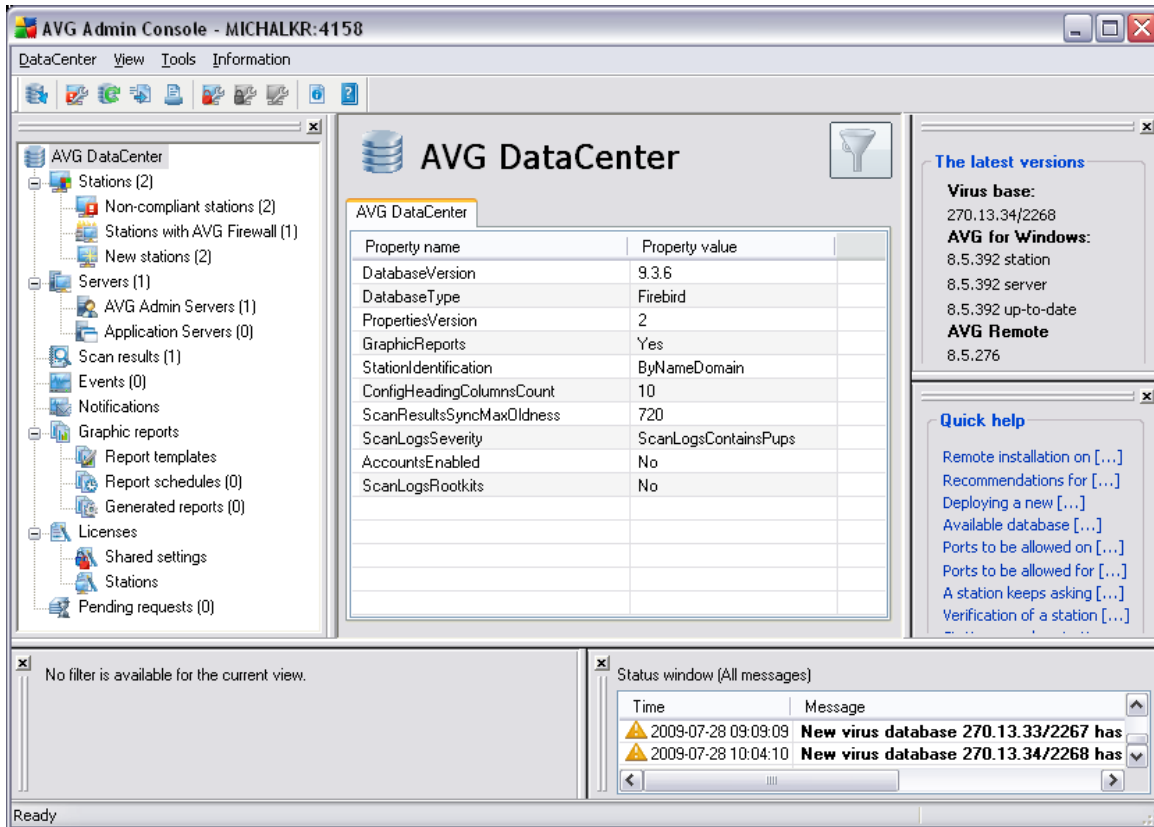 AVG Admin Console - MICHALKR:4158
DataCenter View Tools Information
AVG DataCenter
Stations (2)
Non-compliant stations (2)
Stations with AVG Firewall (1)
New stations (2)
Servers (1)
AVG Admin Servers (1)
Application Servers (0)
Scan results (1)
Events (0)
Notifications
Graphic reports
Report templates
Report schedules (0)
Generated reports (0)
Licenses
Shared settings
Stations
Pending requests (0)
AVG DataCenter
AVG DataCenter
Property name Property value
DatabaseVersion 9.3.6
DatabaseType Firebird
PropertiesVersion 2
GraphicReports Yes
StationIdentification ByNameDomain
ConfigHeadingColumnsCount 10
ScanResultsSyncMaxOldness 720
ScanLogsSeverity ScanLogsContainsPups
AccountsEnabled No
ScanLogsRootkits No
The latest versions
Virus base:
270.13.34/2268
AVG for Windows:
8.5.392 station
8.5.392 server
8.5.392 up-to-date
AVG Remote
8.5.276
Quick help
Remote installation on [...]
Recommendations for [...]
Deploying a new [...]
Available database [...]
Ports to be allowed on [...]
Ports to be allowed for [...]
A station keeps asking [...]
Verification of a station [...]
No filter is available for the current view.
Status window (All messages)
Time Message
2009-07-28 09:09:09 New virus database 270.13.33/2267 has
2009-07-28 10:04:10 New virus database 270.13.34/2268 has
Ready